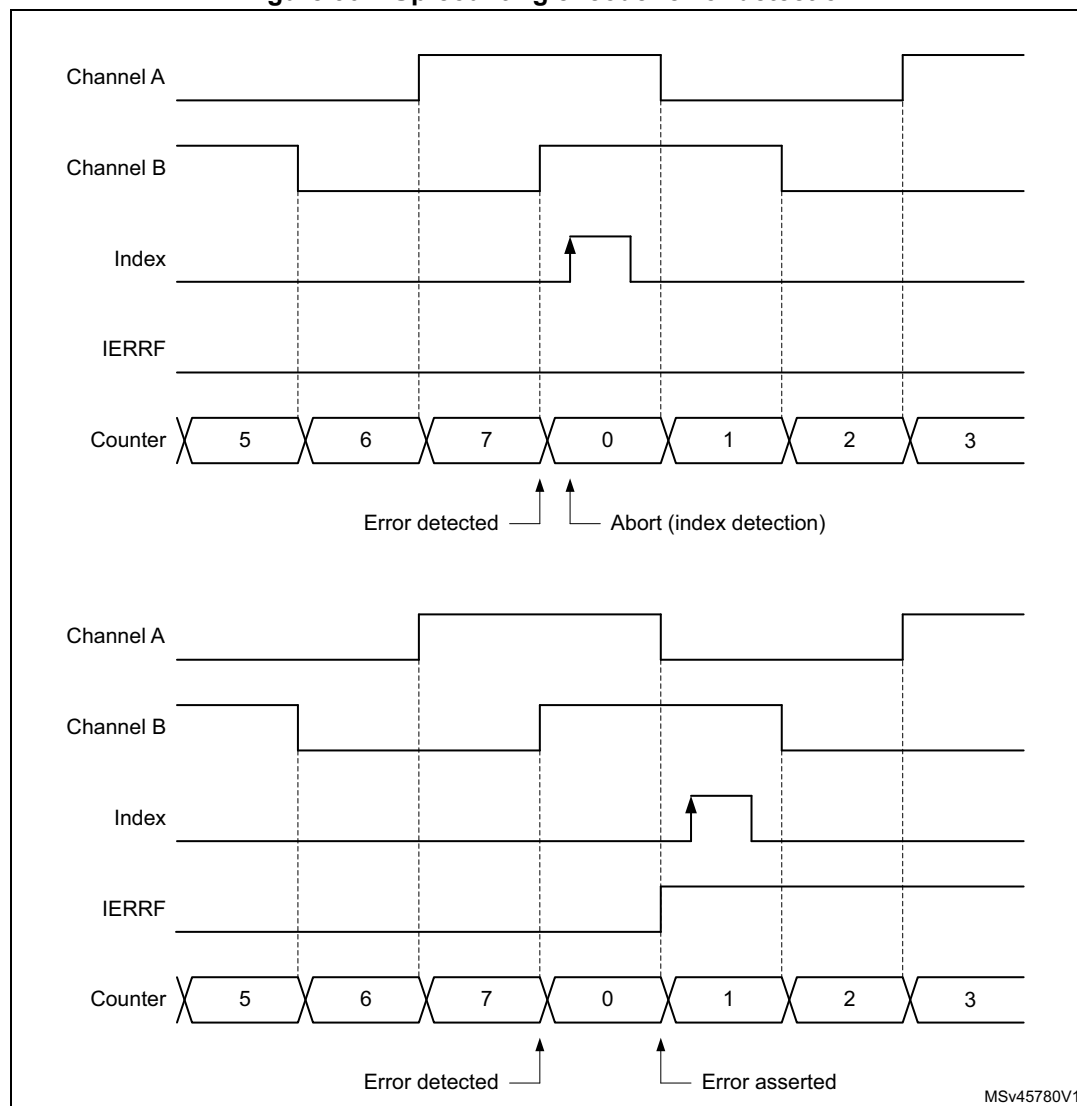 Channel A
Channel B
Index
IERRF
Counter 5 6 7 0 1 2 3
Error detected Abort (index detection)
Channel A
Channel B
Index
IERRF
Counter 5 6 7 0 1 2 3
Error detected Error asserted
MSv45780V1